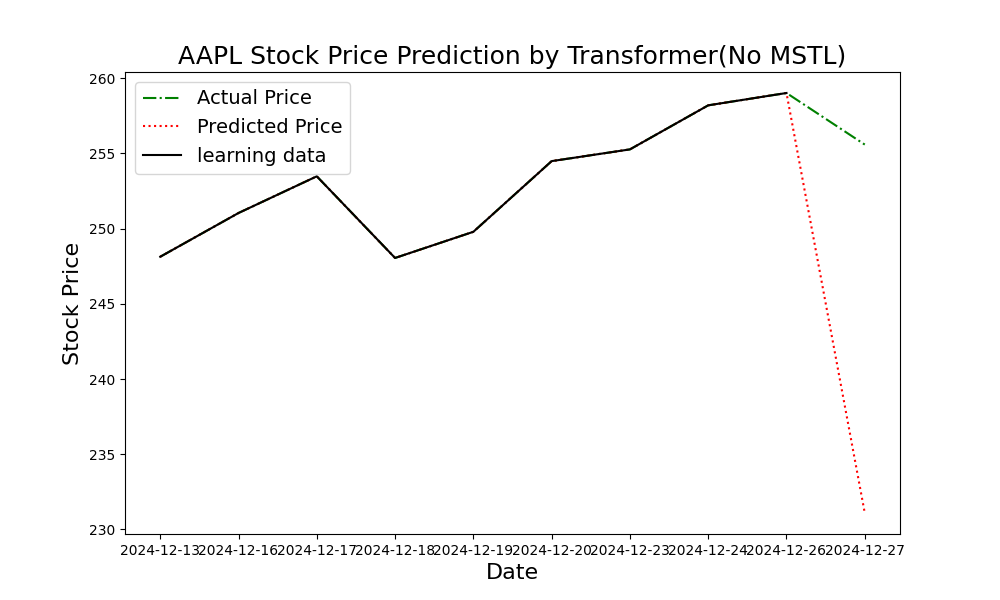 AAPL Stock Price Prediction by Transformer(No MSTL)
Actual Price
Predicted Price
learning data
260
255
250
245
240
235
230
Stock Price
2024-12-13 2024-12-16 2024-12-17 2024-12-18 2024-12-19 2024-12-20 2024-12-23 2024-12-24 2024-12-26 2024-12-27
Date